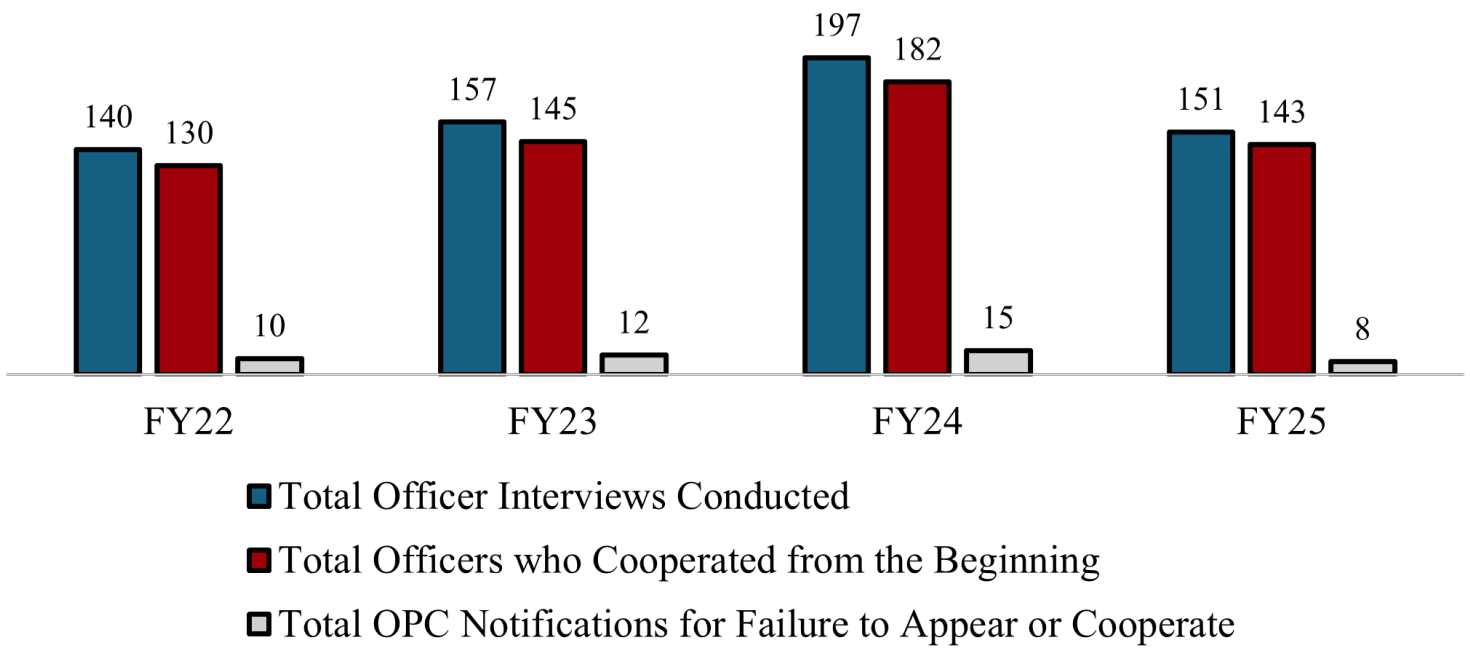 197
182
157
145
151
143
140
130
10
12
15
8
FY22
FY23
FY24
FY25
Total Officer Interviews Conducted
Total Officers who Cooperated from the Beginning
Total OPC Notifications for Failure to Appear or Cooperate